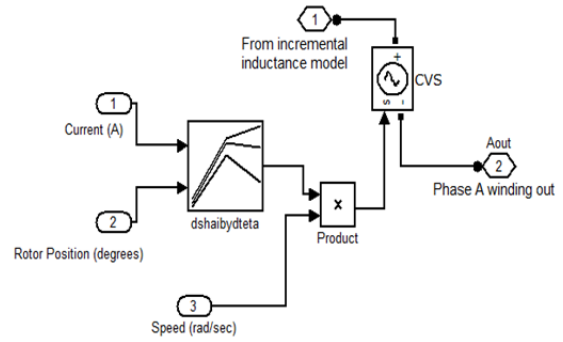 1
From incremental
inductance model
+
CVS
s
−
1
Current (A)
2
Rotor Position (degrees)
dshaibydteta
x
Product
Aout
2
Phase A winding out
3
Speed (rad/sec)